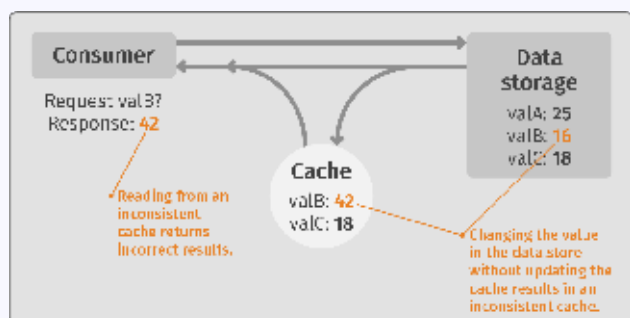 Consumer
Request valB?
Response: 42
Reading from an
inconsistent
cache returns
incorrect results.
Cache
valB: 42
valC: 18
Data
storage
valA: 25
valB: 16
valC: 18
Changing the value
in the data store
without updating the
cache results in an
inconsistent cache.